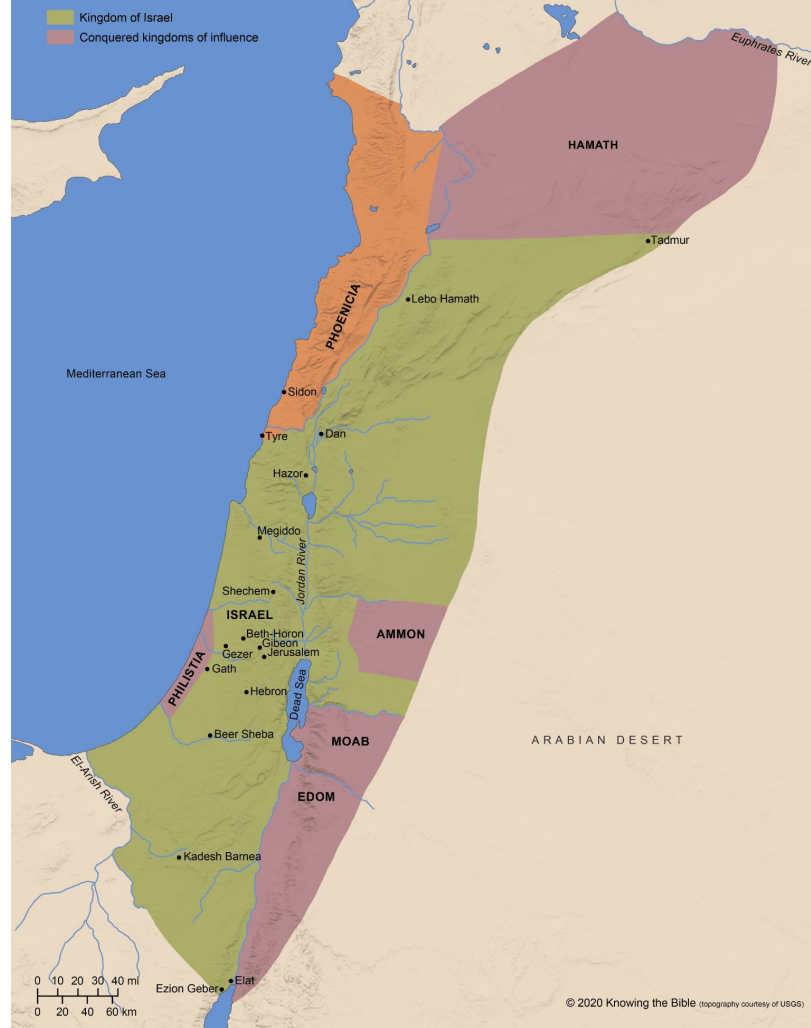 Kingdom of Israel
Conquered kingdoms of influence
Euphrates River
HAMATH
Tadmur
Lebo Hamath
PHOENICIA
Mediterranean Sea
Sidon
Tyre
Dan
Hazor
Megiddo
Jordan River
Shechem
ISRAEL
Beth-Horon
Gibeon
Gezer
Jerusalem
AMMON
PHILISTIA
Gath
Hebron
Dead Sea
Beer Sheba
MOAB
ARABIAN DESERT
El-Arish River
EDOM
Kadesh Barnea
0 10 20 30 40 mi
0 20 40 60 km
Elat
Ezion Geber
© 2020 Knowing the Bible (topography courtesy of USGS)